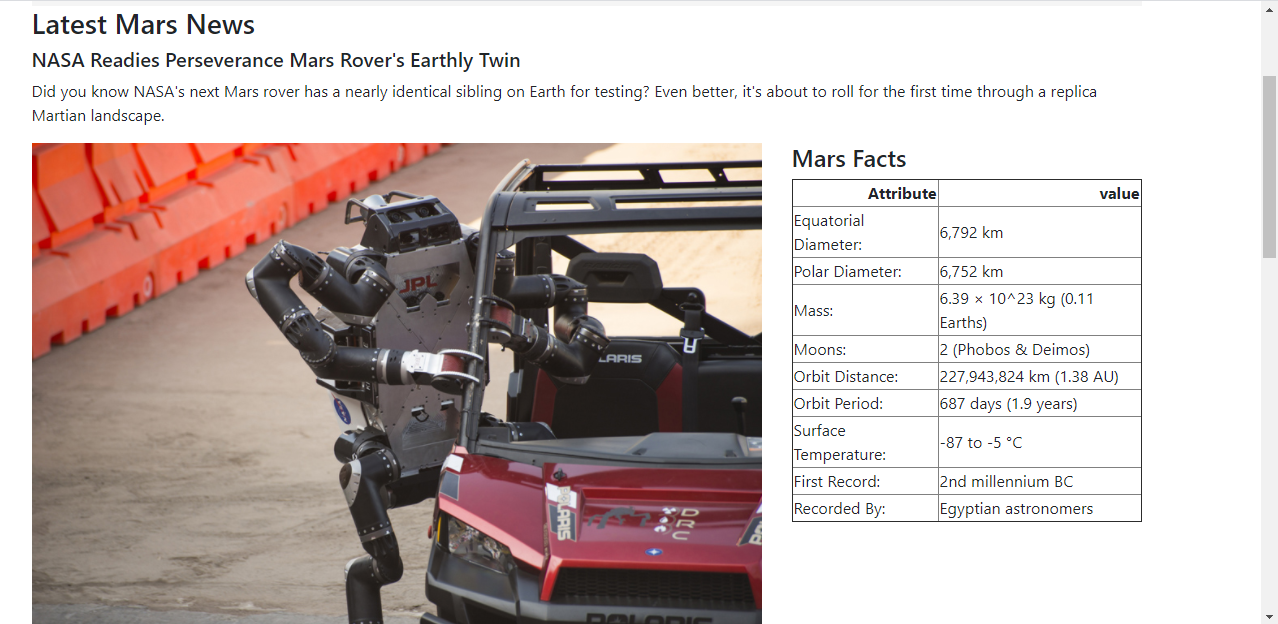 Latest Mars News
NASA Readies Perseverance Mars Rover's Earthly Twin
Did you know NASA's next Mars rover has a nearly identical sibling on Earth for testing? Even better, it's about to roll for the first time through a replica
Martian landscape.
JPL
LARIS
POLARIS
DRC
POLARIS
Mars Facts
Attribute value
Equatorial
Diameter: 6,792 km
Polar Diameter: 6,752 km
Mass: 6.39 × 10^23 kg (0.11
Earths)
Moons: 2 (Phobos & Deimos)
Orbit Distance: 227,943,824 km (1.38 AU)
Orbit Period: 687 days (1.9 years)
Surface
Temperature: -87 to -5 °C
First Record: 2nd millennium BC
Recorded By: Egyptian astronomers